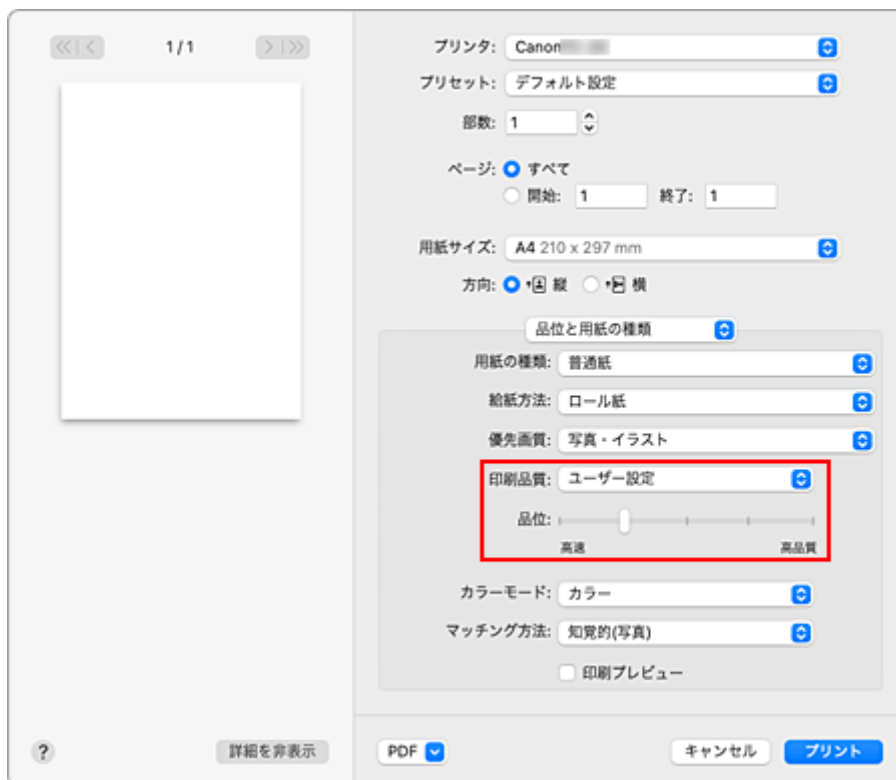 1 / 1
プリンタ: Canon
プリセット: デフォルト設定
部数: 1
ページ: すべて
開始: 1 終了: 1
用紙サイズ: A4 210 x 297 mm
方向: 縦 横
品位と用紙の種類
用紙の種類: 普通紙
給紙方法: ロール紙
優先画質: 写真・イラスト
印刷品質: ユーザー設定
品位:
高速 高品質
カラーモード: カラー
マッチング方法: 知覚的(写真)
印刷プレビュー
? 詳細を非表示 PDF キャンセル プリント